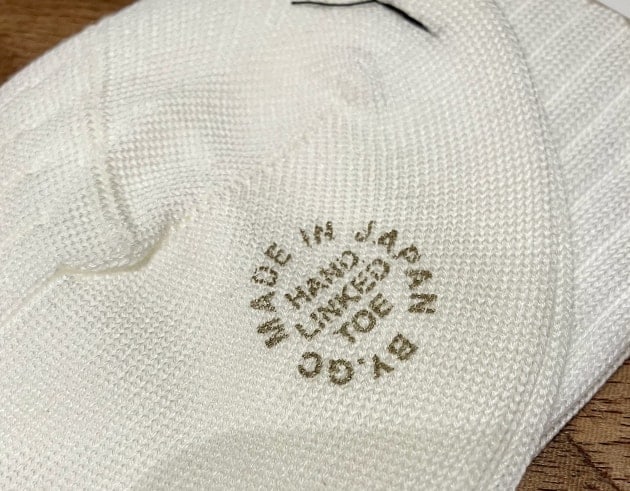 MADE IN JAPAN BY.GC
HAND
LINKED
TOE